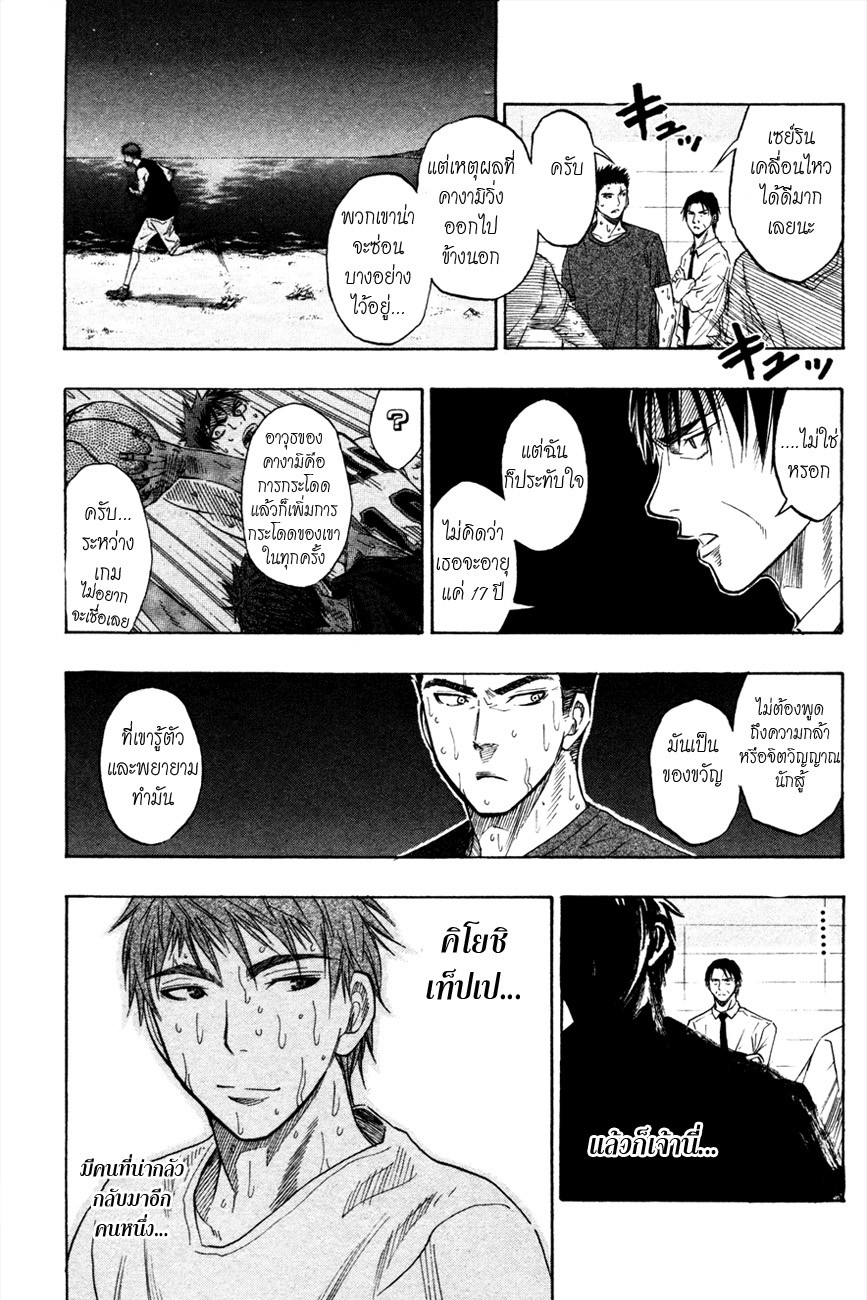 キュッ
เซย์ริน
เคลื่อนไหว
ได้ดีมาก
เลยนะ
ครับ
แต่เหตุผลที่
คางามิวิ่ง
ออกไป
ข้างนอก
พวกเขาน่า
จะซ่อน
บางอย่าง
ไว้อยู่...
キュッ
....ไม่ใช่
หรอก
แต่ฉัน
ก็ประทับใจ
ไม่คิดว่า
เธอจะอายุ
แค่ 17 ปี
?
อาวุธของ
คางามิคือ
การกระโดด
แล้วก็เพิ่มการ
กระโดดของเขา
ในทุกครั้ง
ครับ...
ระหว่าง
เกม
ไม่อยาก
จะเชื่อเลย
ไม่ต้องพูด
ถึงความกล้า
หรือจิตวิญญาณ
นักสู้
มันเป็น
ของขวัญ
ที่เขารู้ตัว
และพยายาม
ทำมัน
......
แล้วก็เจ้านี่...
คิโยชิ
เท็ปเป...
มีคนที่น่ากลัว
กลับมาอีก
คนหนึ่ง...